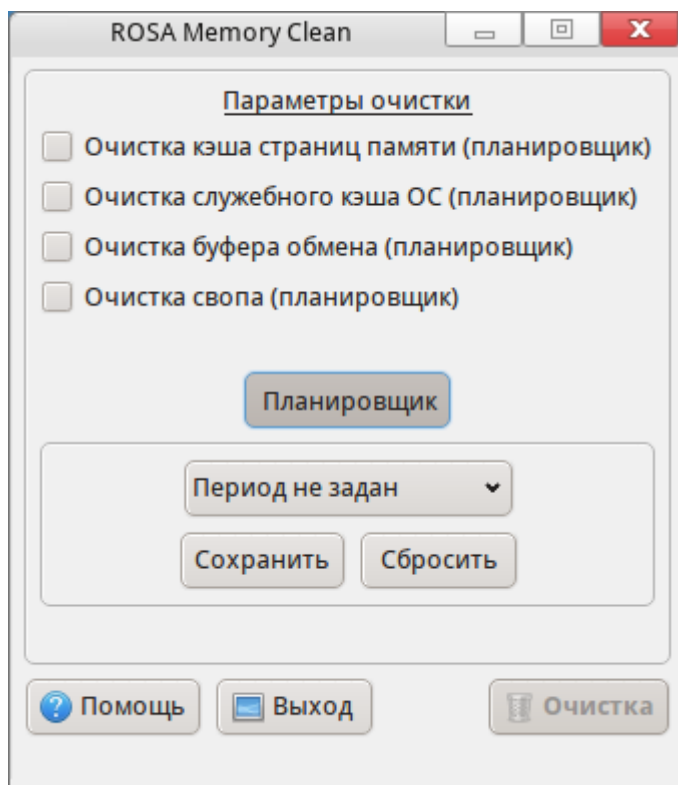 ROSA Memory Clean
Параметры очистки
Очистка кэша страниц памяти (планировщик)
Очистка служебного кэша ОС (планировщик)
Очистка буфера обмена (планировщик)
Очистка свопа (планировщик)
Планировщик
Период не задан
Сохранить Сбросить
Помощь Выход Очистка